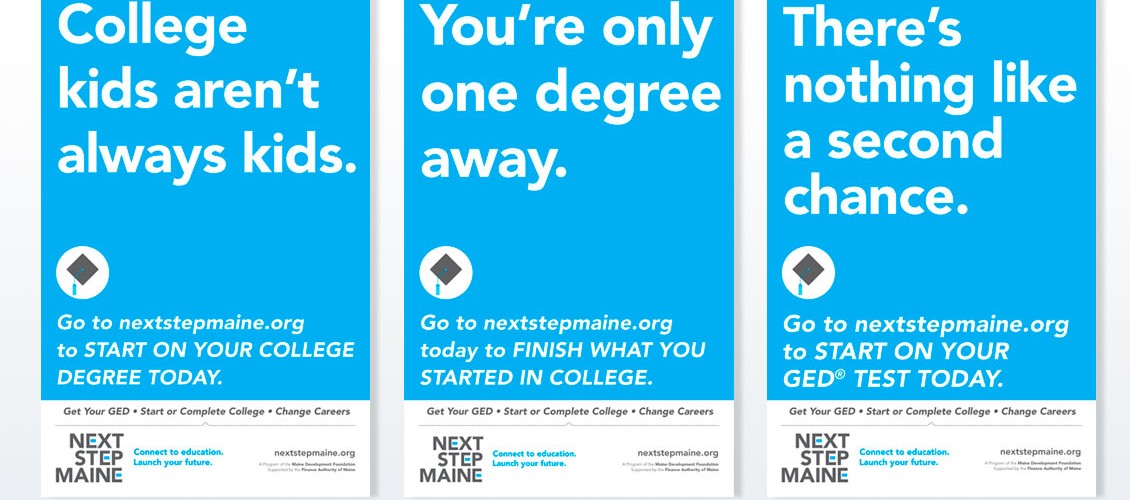 College
kids aren't
always kids.
Go to nextstepmaine.org
to START ON YOUR COLLEGE
DEGREE TODAY.
Get Your GED • Start or Complete College • Change Careers
NEXT
STEP
MAINE
Connect to education.
Launch your future.
nextstepmaine.org
A Program of the Maine Development Foundation
Supported by the Finance Authority of Maine
You're only
one degree
away.
Go to nextstepmaine.org
today to FINISH WHAT YOU
STARTED IN COLLEGE.
Get Your GED • Start or Complete College • Change Careers
NEXT
STEP
MAINE
Connect to education.
Launch your future.
nextstepmaine.org
A Program of the Maine Development Foundation
Supported by the Finance Authority of Maine
There's
nothing like
a second
chance.
Go to nextstepmaine.org
to START ON YOUR
GED® TEST TODAY.
Get Your GED • Start or Complete College • Change Careers
NEXT
STEP
MAINE
Connect to education.
Launch your future.
nextstepmaine.org
A Program of the Maine Development Foundation
Supported by the Finance Authority of Maine